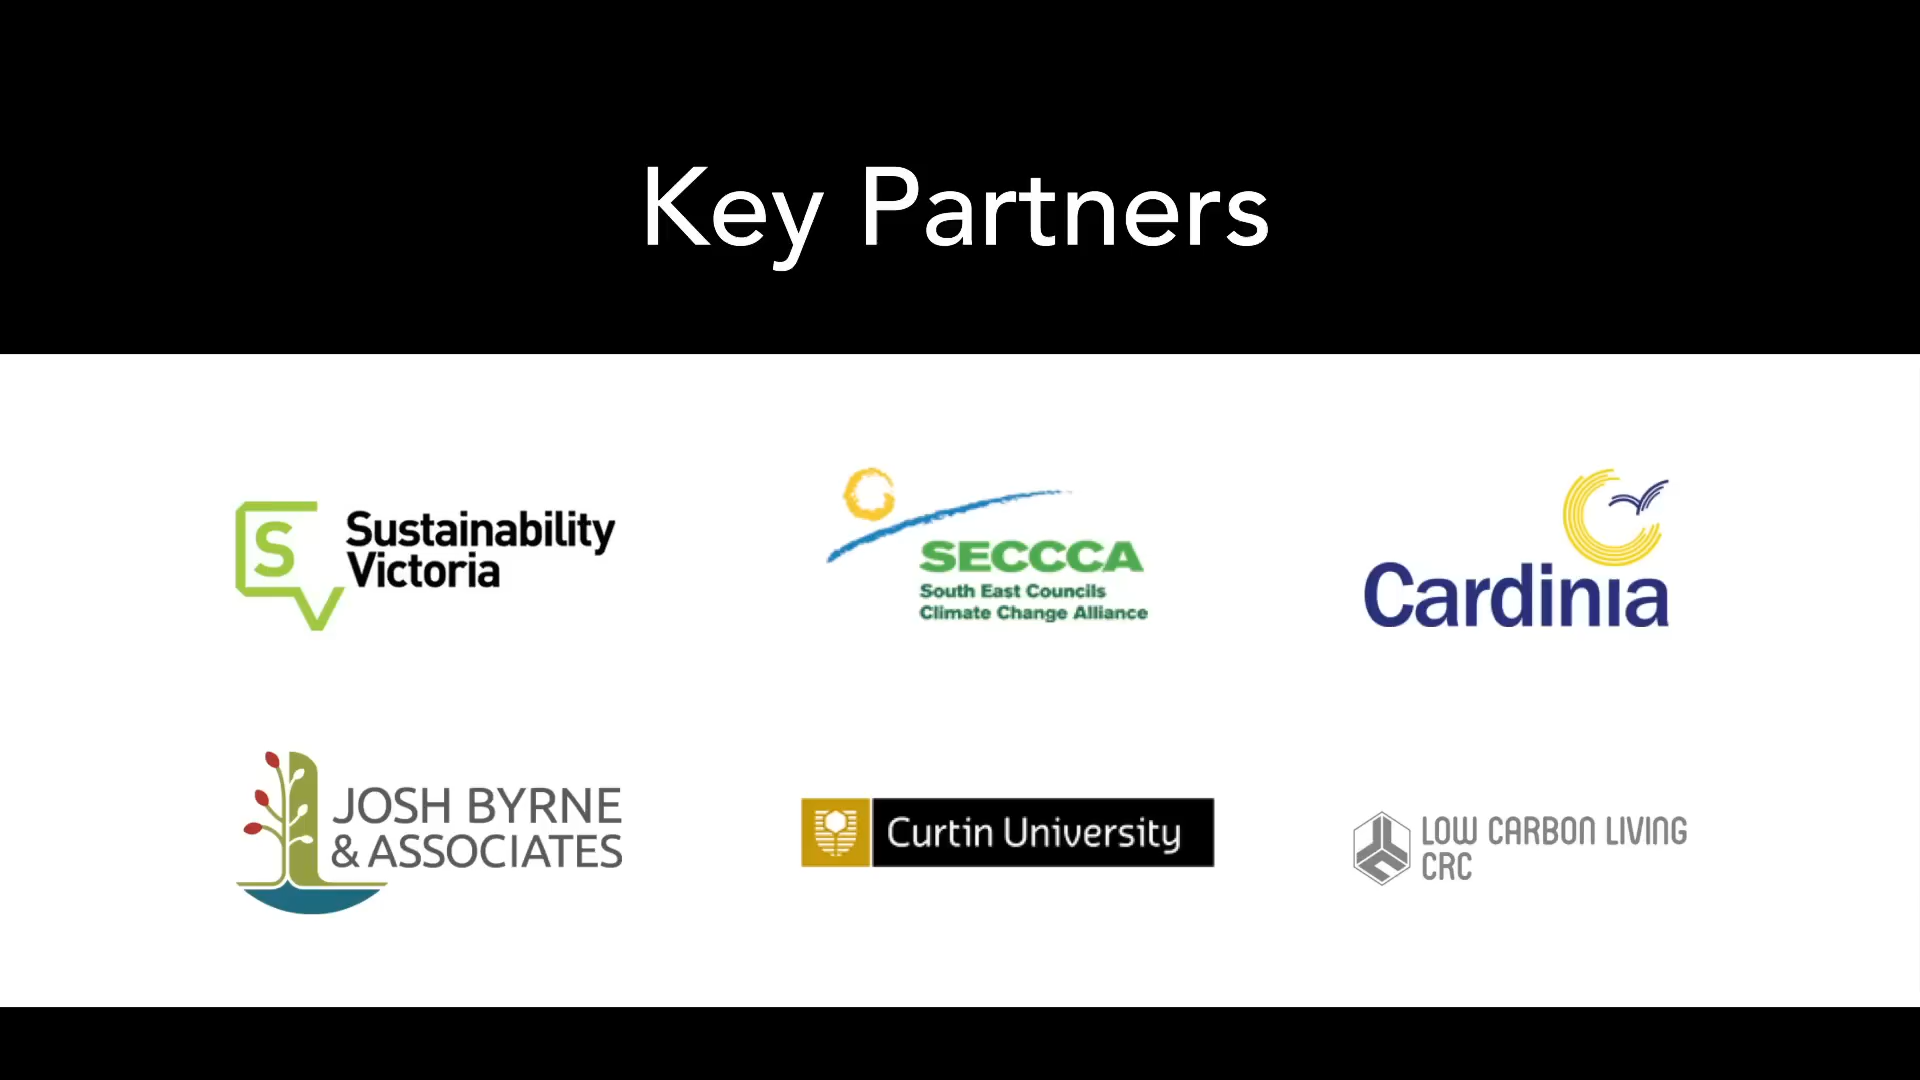 Key Partners
S
Sustainability
Victoria
SECCCA
South East Councils
Climate Change Alliance
Cardinia
JOSH BYRNE
& ASSOCIATES
Curtin University
LOW CARBON LIVING
CRC